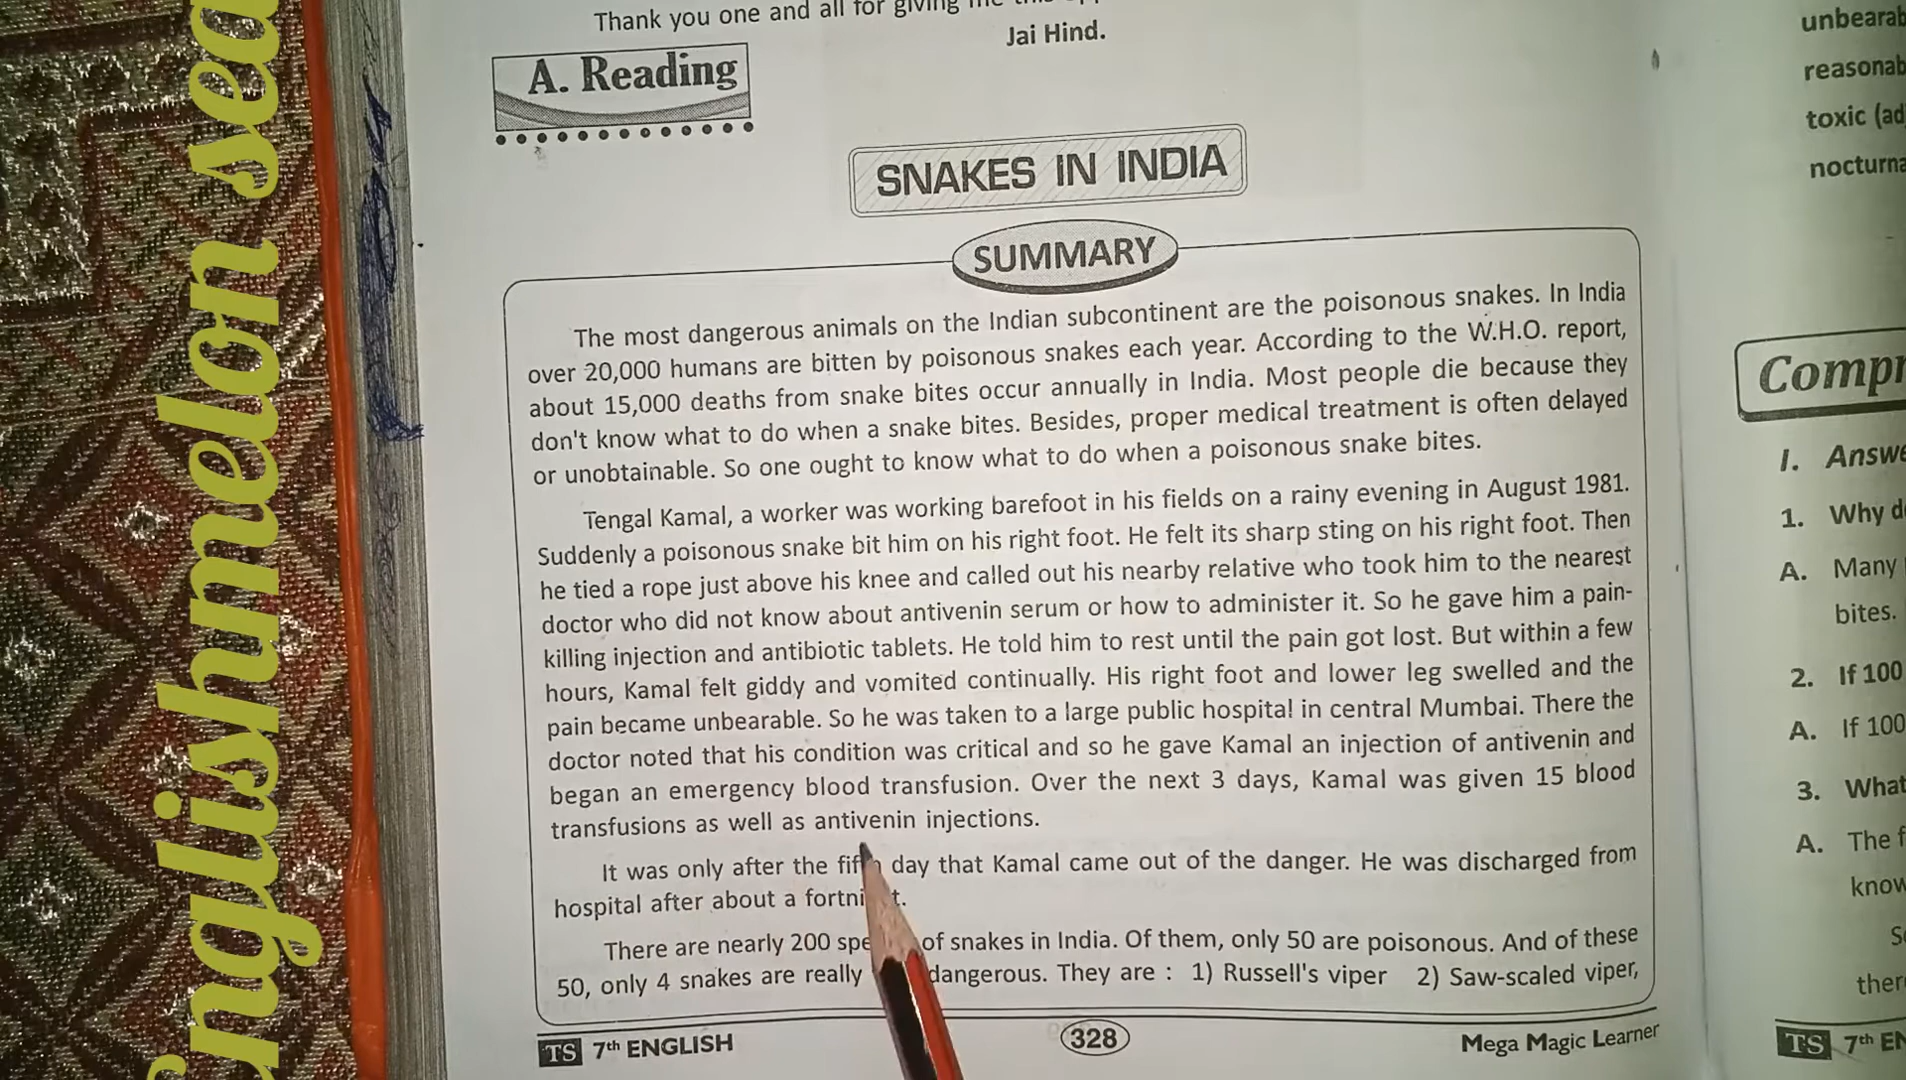 Thank you one and all for giving
Jai Hind.
A. Reading
SNAKES IN INDIA
SUMMARY
The most dangerous animals on the Indian subcontinent are the poisonous snakes. In India
over 20,000 humans are bitten by poisonous snakes each year. According to the W.H.O. report,
about 15,000 deaths from snake bites occur annually in India. Most people die because they
don't know what to do when a snake bites. Besides, proper medical treatment is often delayed
or unobtainable. So one ought to know what to do when a poisonous snake bites.
Tengal Kamal, a worker was working barefoot in his fields on a rainy evening in August 1981.
Suddenly a poisonous snake bit him on his right foot. He felt its sharp sting on his right foot. Then
he tied a rope just above his knee and called out his nearby relative who took him to the nearest
doctor who did not know about antivenin serum or how to administer it. So he gave him a pain-
killing injection and antibiotic tablets. He told him to rest until the pain got lost. But within a few
hours, Kamal felt giddy and vomited continually. His right foot and lower leg swelled and the
pain became unbearable. So he was taken to a large public hospital in central Mumbai. There the
doctor noted that his condition was critical and so he gave Kamal an injection of antivenin and
began an emergency blood transfusion. Over the next 3 days, Kamal was given 15 blood
transfusions as well as antivenin injections.
It was only after the day that Kamal came out of the danger. He was discharged from
hospital after about a
There are nearly 200 of snakes in India. Of them, only 50 are poisonous. And of these
50, only 4 snakes are really dangerous. They are : 1) Russell's viper 2) Saw-scaled viper,
TS 7th ENGLISH
328
Mega Magic Learner
unbearab
reasonab
toxic (ad
nocturna
Compr
I. Answe
1. Why d
A. Many
bites.
2. If 100
A. If 100
3. What
A. The f
know
ther
TS 7th EN
nglishmelon sea